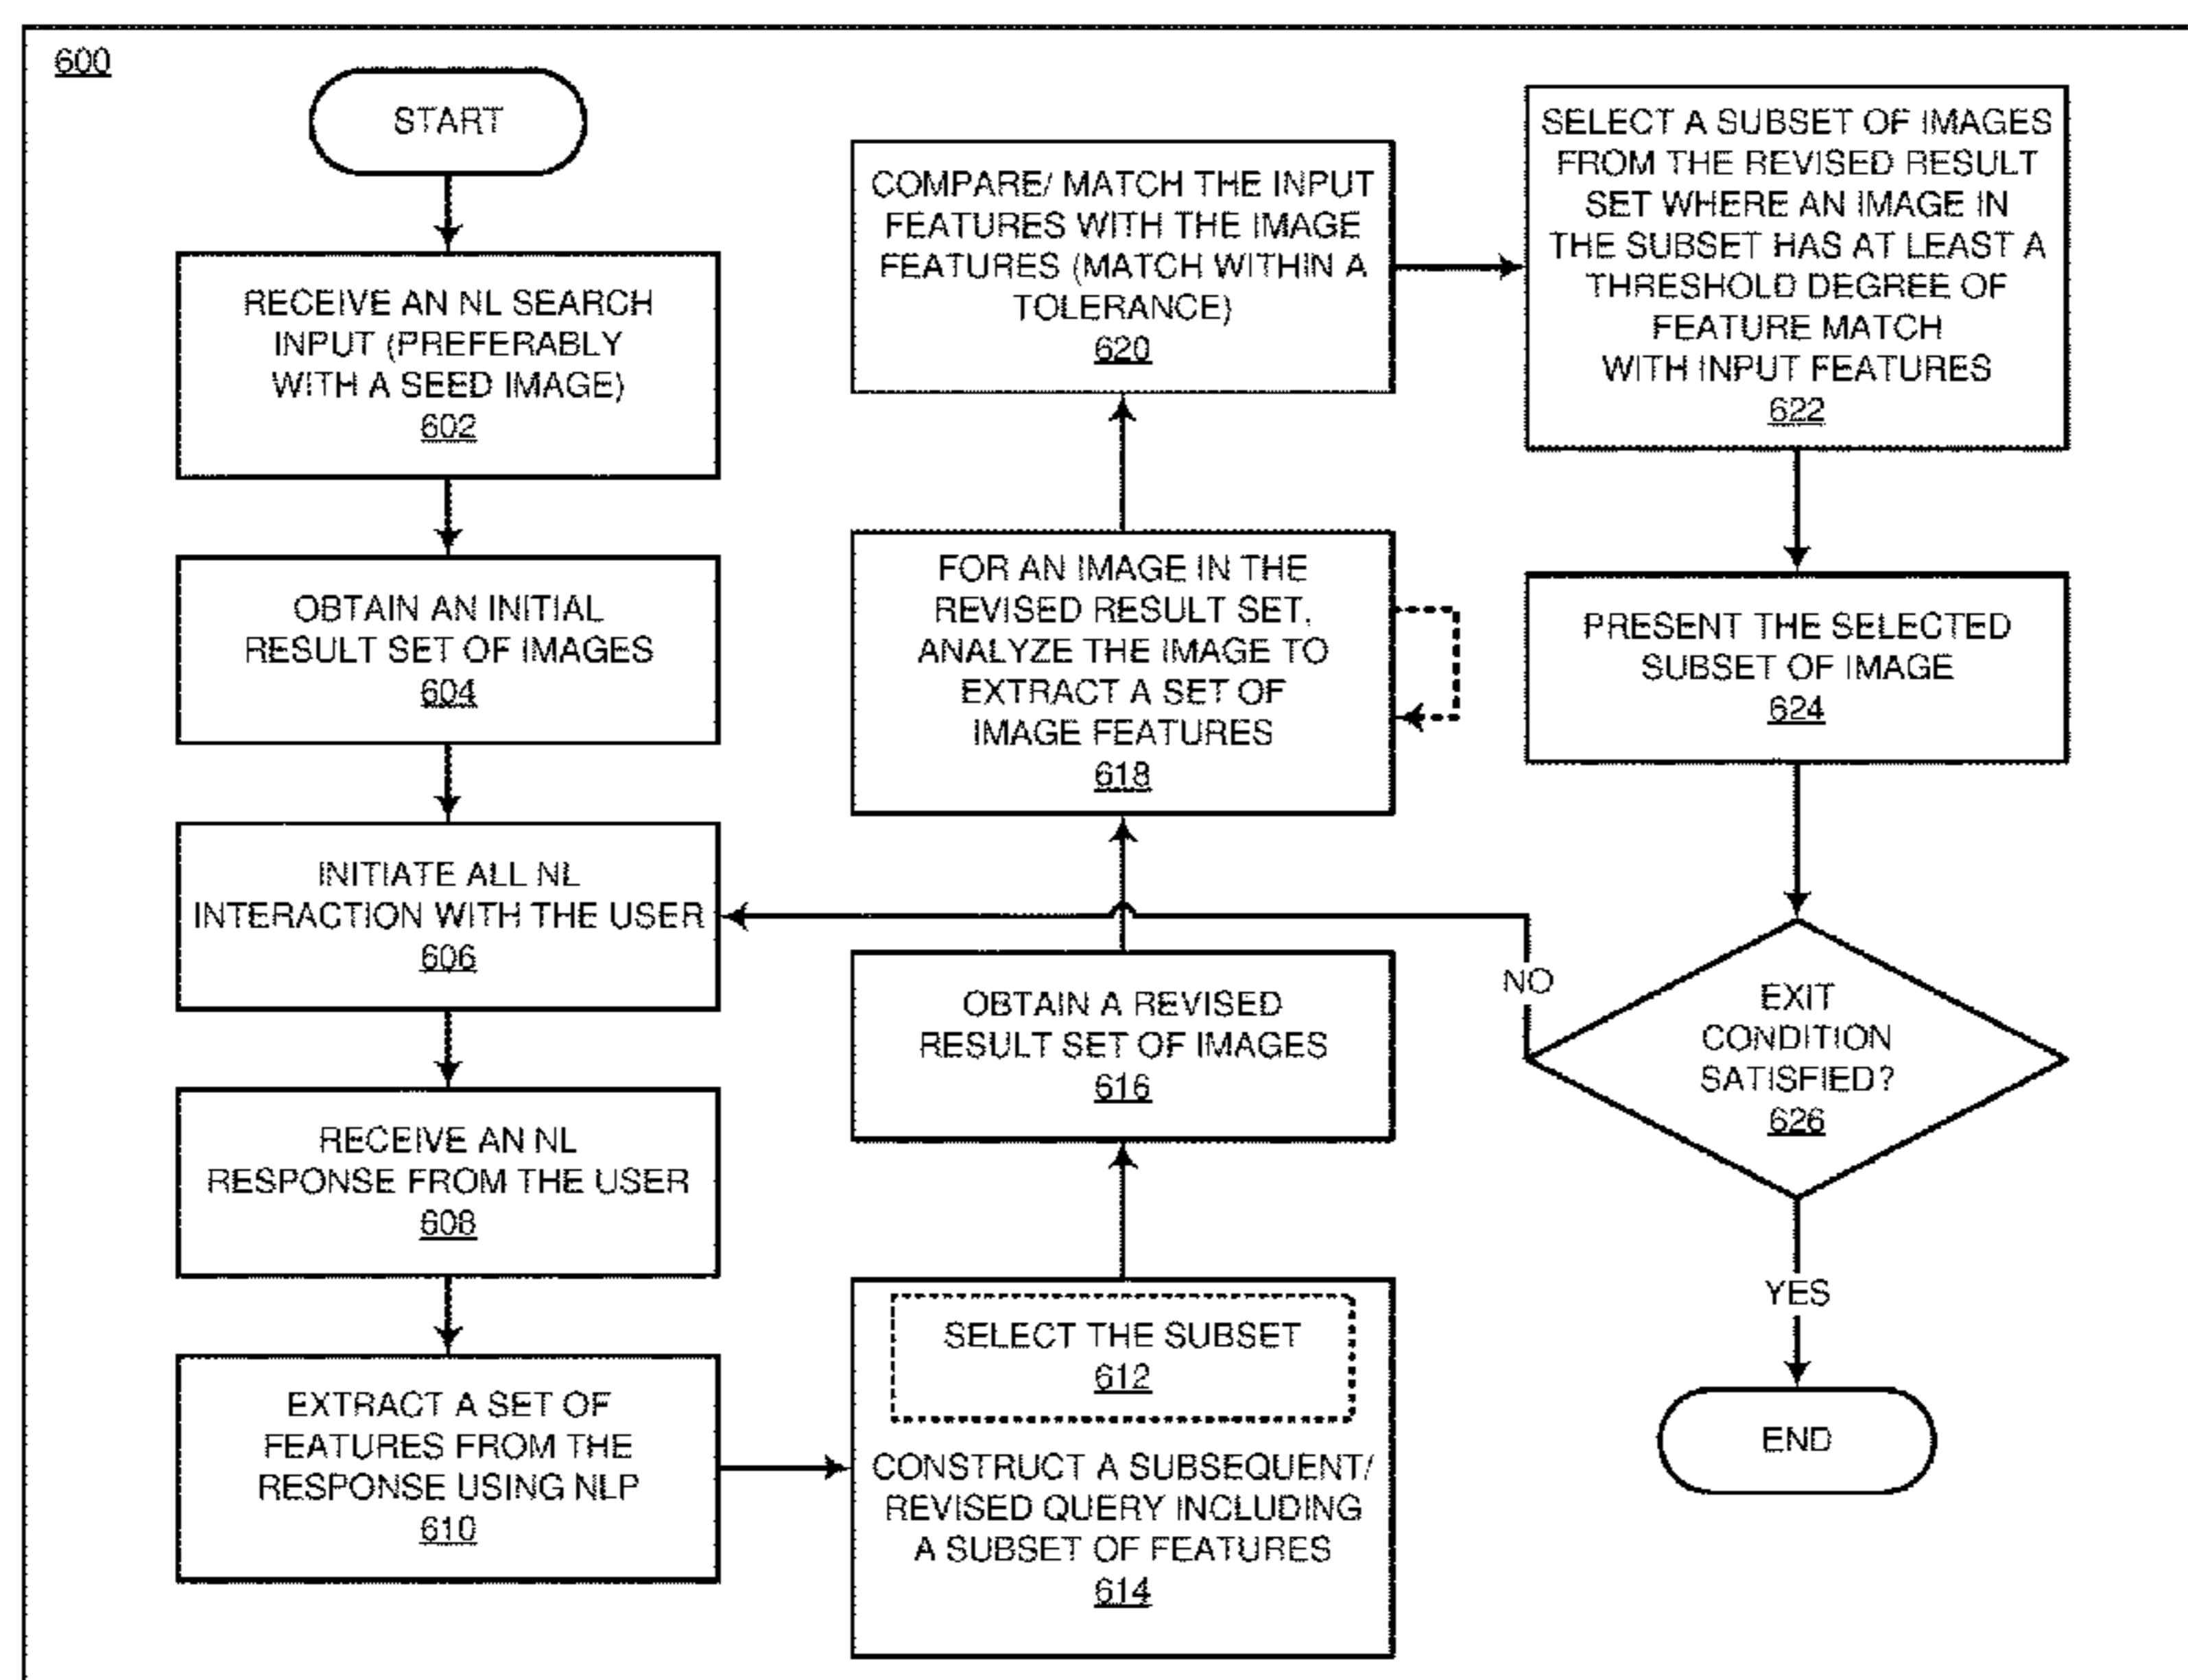 600
START
RECEIVE AN NL SEARCH
INPUT (PREFERABLY
WITH A SEED IMAGE)
602
OBTAIN AN INITIAL
RESULT SET OF IMAGES
604
INITIATE ALL NL
INTERACTION WITH THE USER
606
RECEIVE AN NL
RESPONSE FROM THE USER
608
EXTRACT A SET OF
FEATURES FROM THE
RESPONSE USING NLP
610
SELECT THE SUBSET
612
CONSTRUCT A SUBSEQUENT/
REVISED QUERY INCLUDING
A SUBSET OF FEATURES
614
OBTAIN A REVISED
RESULT SET OF IMAGES
616
FOR AN IMAGE IN THE
REVISED RESULT SET,
ANALYZE THE IMAGE TO
EXTRACT A SET OF
IMAGE FEATURES
618
COMPARE/ MATCH THE INPUT
FEATURES WITH THE IMAGE
FEATURES (MATCH WITHIN A
TOLERANCE)
620
SELECT A SUBSET OF IMAGES
FROM THE REVISED RESULT
SET WHERE AN IMAGE IN
THE SUBSET HAS AT LEAST A
THRESHOLD DEGREE OF
FEATURE MATCH
WITH INPUT FEATURES
622
PRESENT THE SELECTED
SUBSET OF IMAGE
624
EXIT
CONDITION
SATISFIED?
626
NO
YES
END